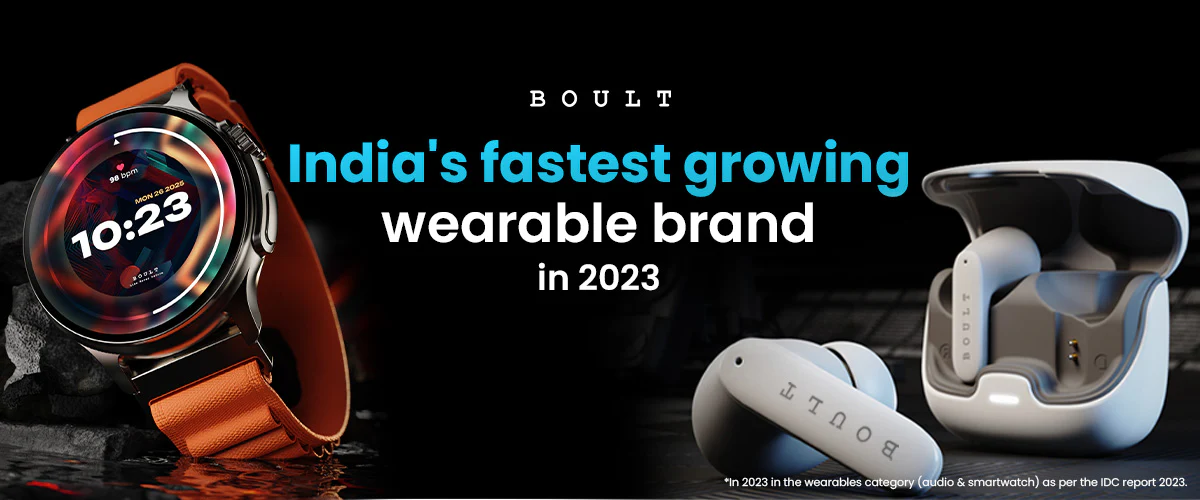 BOULT
India's fastest growing
wearable brand
in 2023
98 bpm
MON 26 2025
10:23
BOULT
BOULT
BOULT
*In 2023 in the wearables category (audio & smartwatch) as per the IDC report 2023.